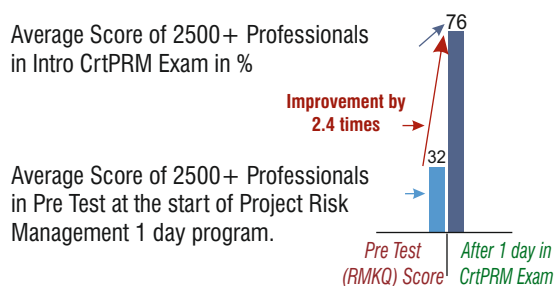 Average Score of 2500+ Professionals
in Intro CrtPRM Exam in %
76
Improvement by
2.4 times
32
Average Score of 2500+ Professionals
in Pre Test at the start of Project Risk
Management 1 day program.
Pre Test
(RMKQ) Score
After 1 day in
CrtPRM Exam